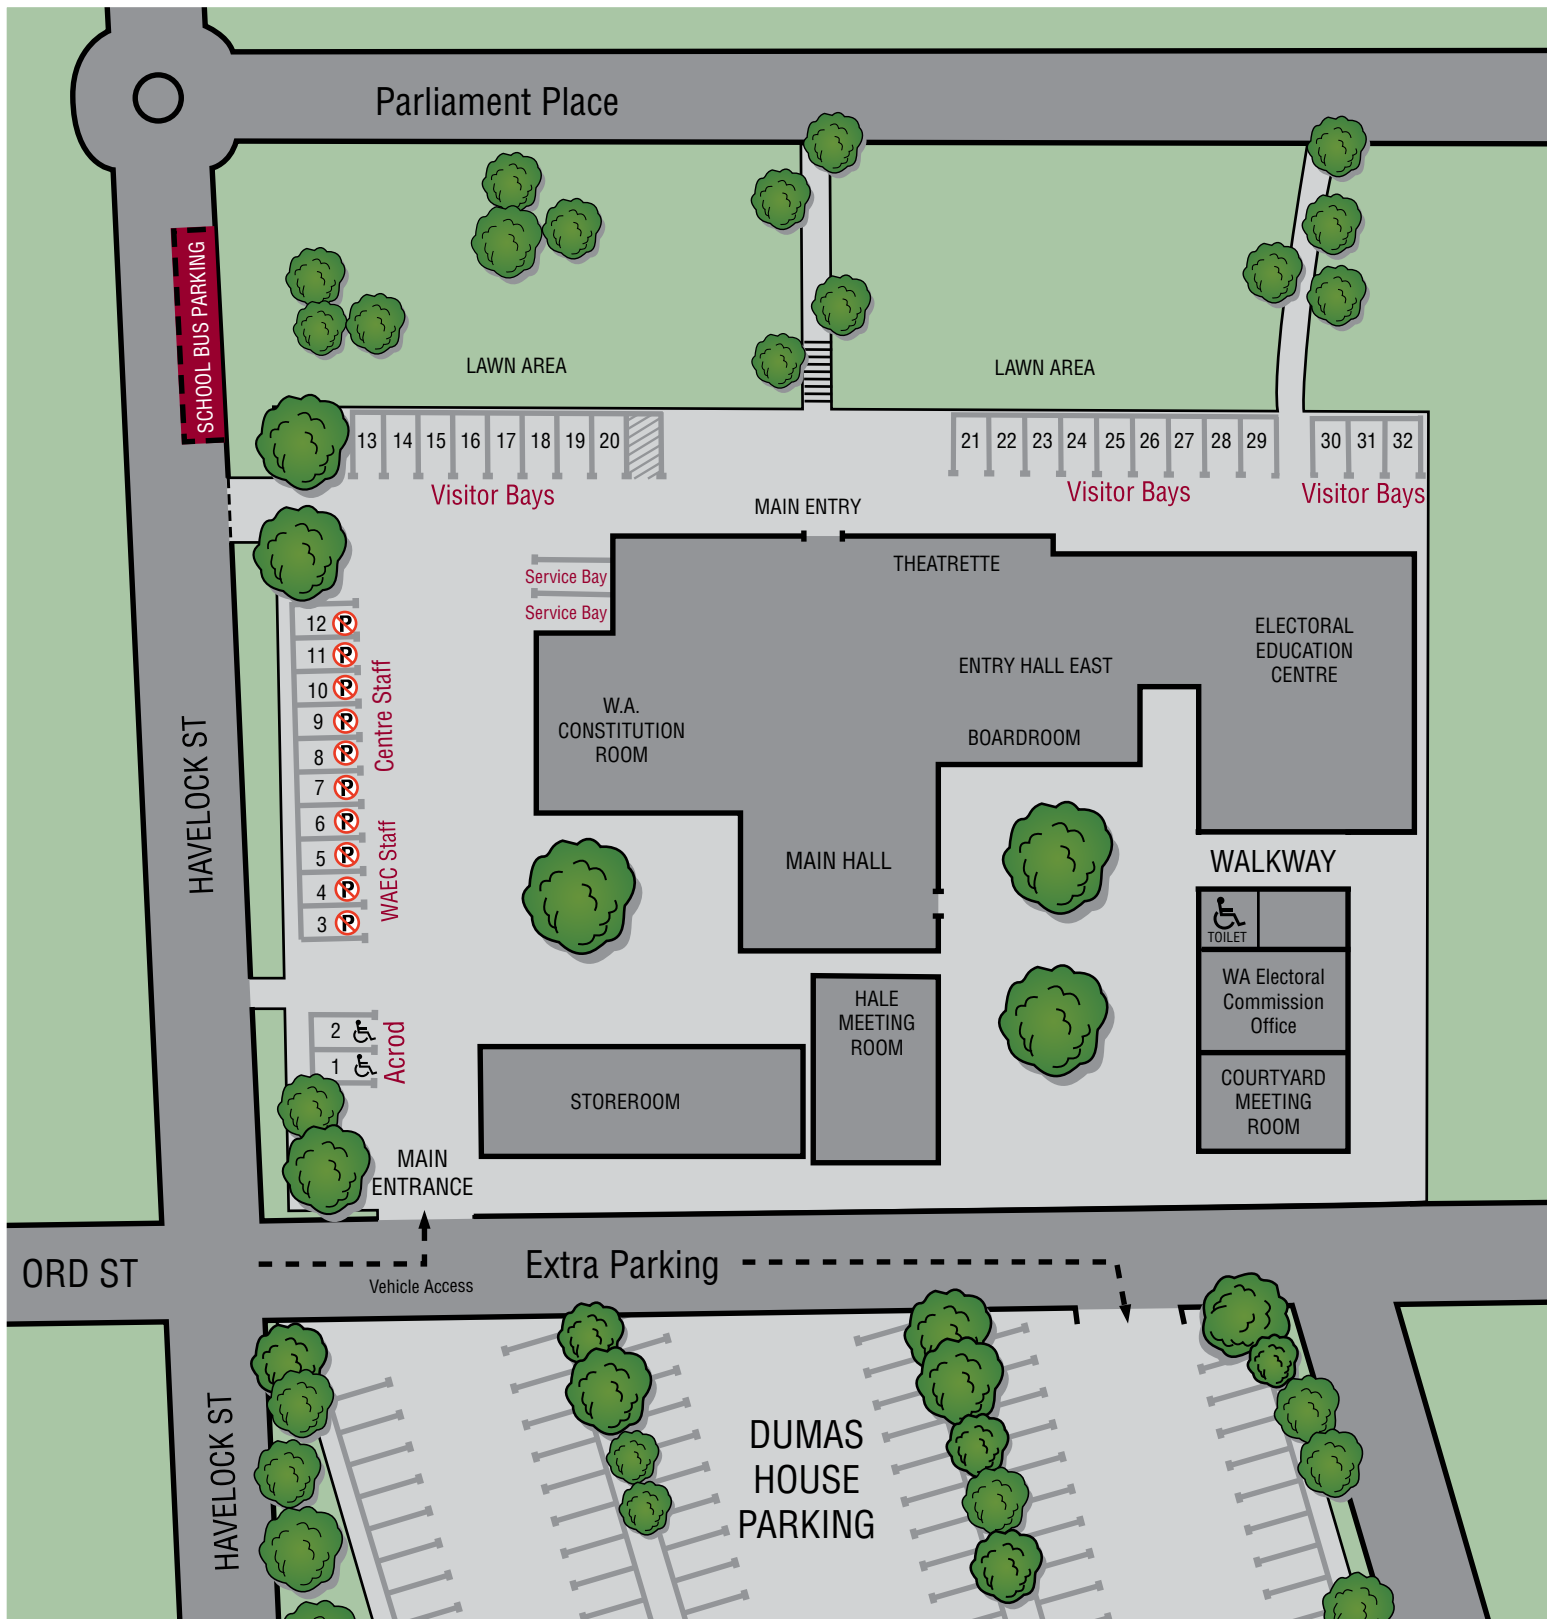 Parliament Place
SCHOOL BUS PARKING
LAWN AREA
LAWN AREA
13 14 15 16 17 18 19 20
21 22 23 24 25 26 27 28 29
30 31 32
Visitor Bays
Visitor Bays
Visitor Bays
MAIN ENTRY
THEATRETTE
Service Bay
Service Bay
ELECTORAL
EDUCATION
CENTRE
ENTRY HALL EAST
W.A.
CONSTITUTION
ROOM
BOARDROOM
12 P
11 P
10 P
9 P
8 P
7 P
6 P
5 P
4 P
3 P
Centre Staff
WAEC Staff
HAVELOCK ST
MAIN HALL
WALKWAY
TOILET
WA Electoral
Commission
Office
HALE
MEETING
ROOM
2
1
Acrod
STOREROOM
COURTYARD
MEETING
ROOM
MAIN
ENTRANCE
ORD ST
Vehicle Access
Extra Parking
HAVELOCK ST
DUMAS
HOUSE
PARKING